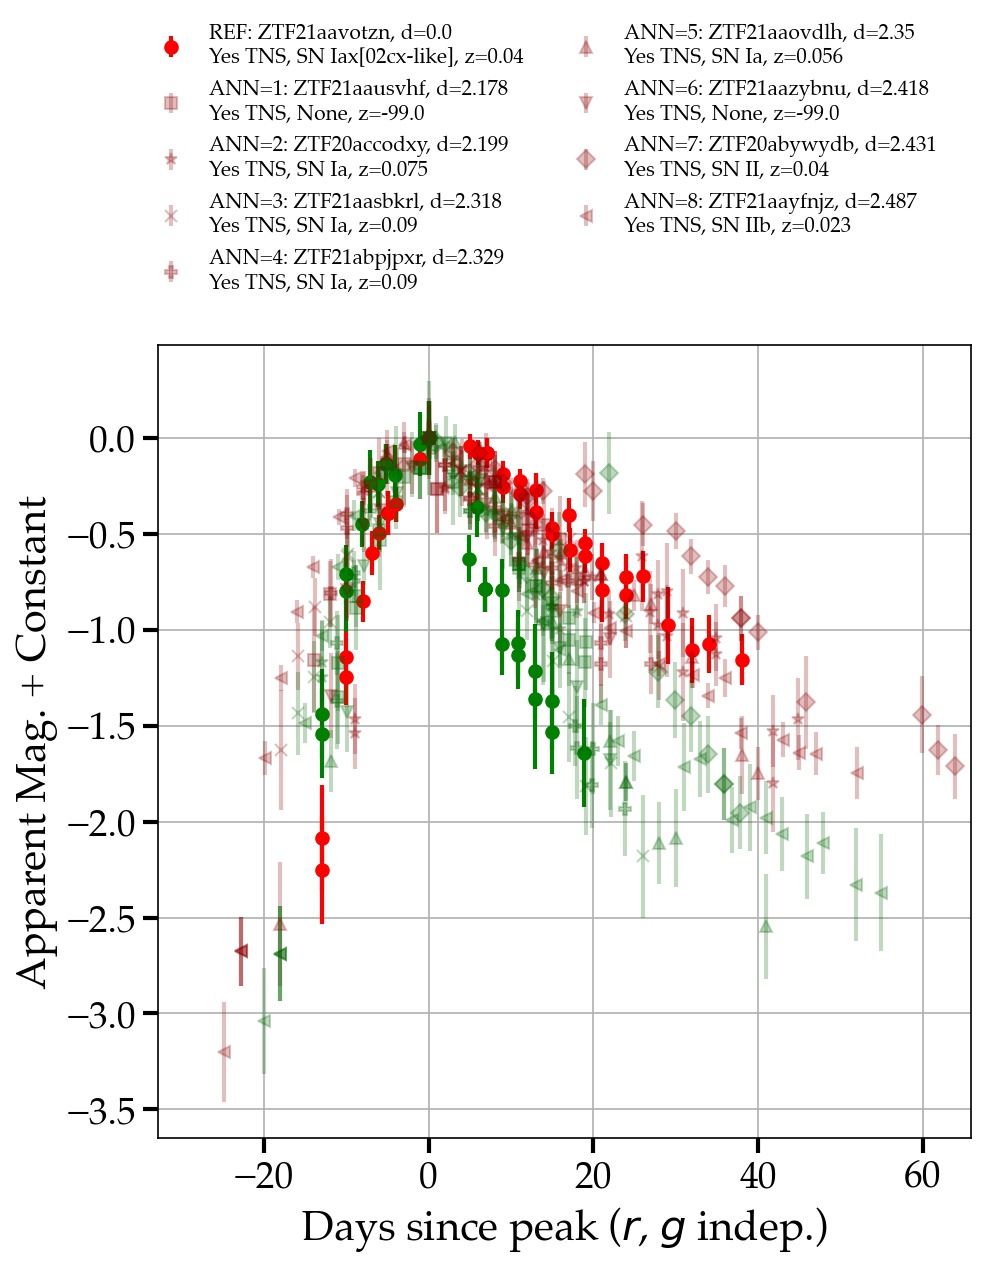 REF: ZTF21aavotzn, d=0.0
Yes TNS, SN Iax[02cx-like], z=0.04
ANN=1: ZTF21aausvhf, d=2.178
Yes TNS, None, z=-99.0
ANN=2: ZTF20accodxy, d=2.199
Yes TNS, SN Ia, z=0.075
ANN=3: ZTF21aasbkrl, d=2.318
Yes TNS, SN Ia, z=0.09
ANN=4: ZTF21abpjpxr, d=2.329
Yes TNS, SN Ia, z=0.09
ANN=5: ZTF21aaovdlh, d=2.35
Yes TNS, SN Ia, z=0.056
ANN=6: ZTF21aazybnu, d=2.418
Yes TNS, None, z=-99.0
ANN=7: ZTF20abywydb, d=2.431
Yes TNS, SN II, z=0.04
ANN=8: ZTF21aayfnjz, d=2.487
Yes TNS, SN IIb, z=0.023
Apparent Mag. + Constant
0.0
−0.5
−1.0
−1.5
−2.0
−2.5
−3.0
−3.5
−20
0
20
40
60
Days since peak (r, g indep.)